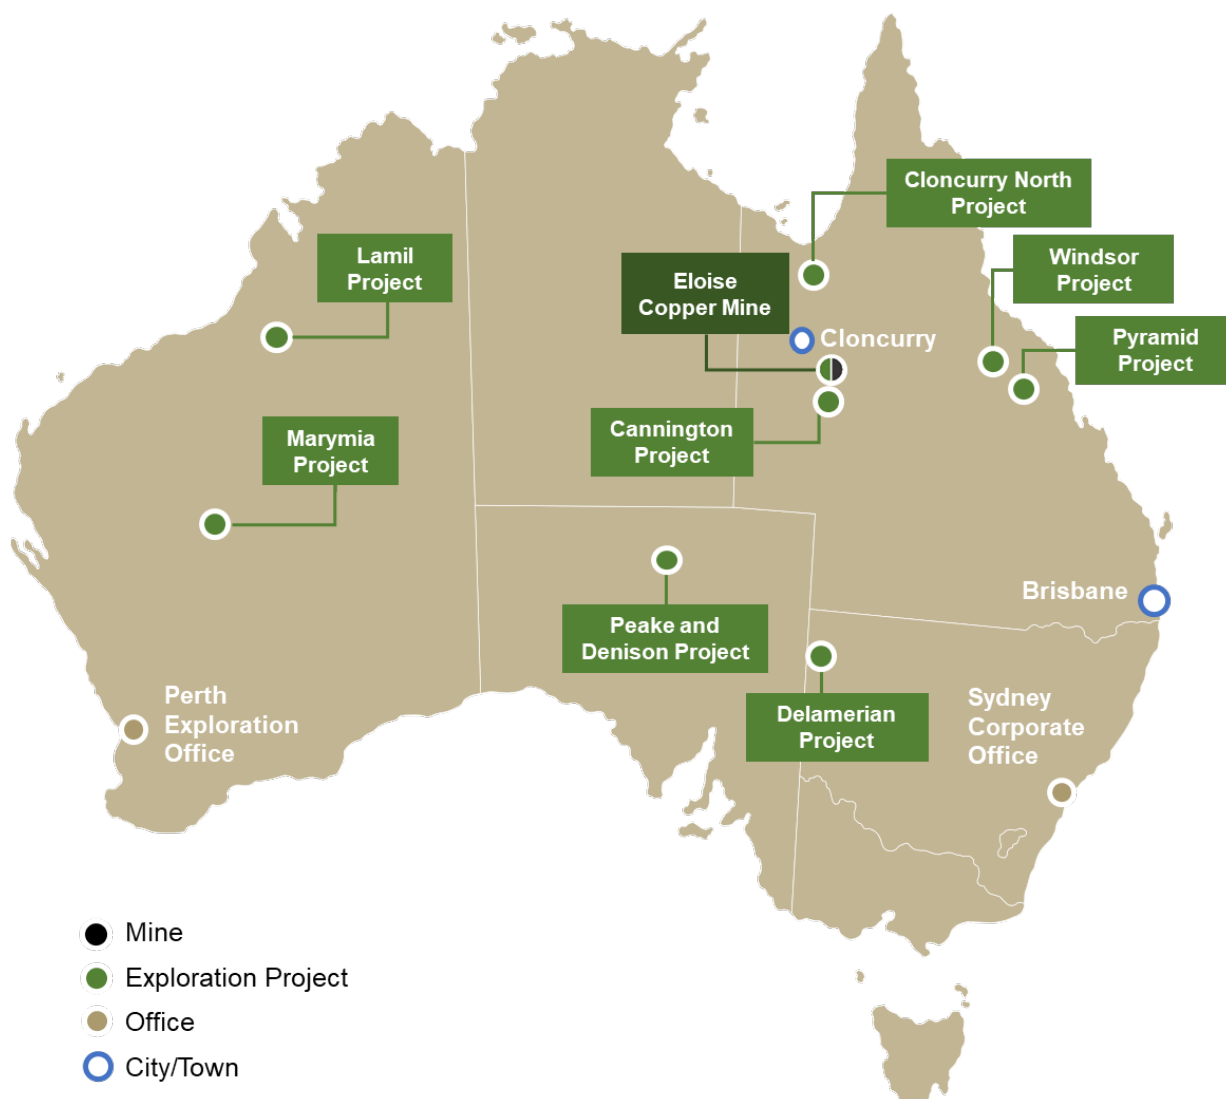 Cloncurry North
Project
Lamil
Project
Windsor
Project
Eloise
Copper Mine
Cloncurry
Pyramid
Project
Marymia
Project
Cannington
Project
Brisbane
Peake and
Denison Project
Perth
Exploration
Office
Delamerian
Project
Sydney
Corporate
Office
Mine
Exploration Project
Office
City/Town